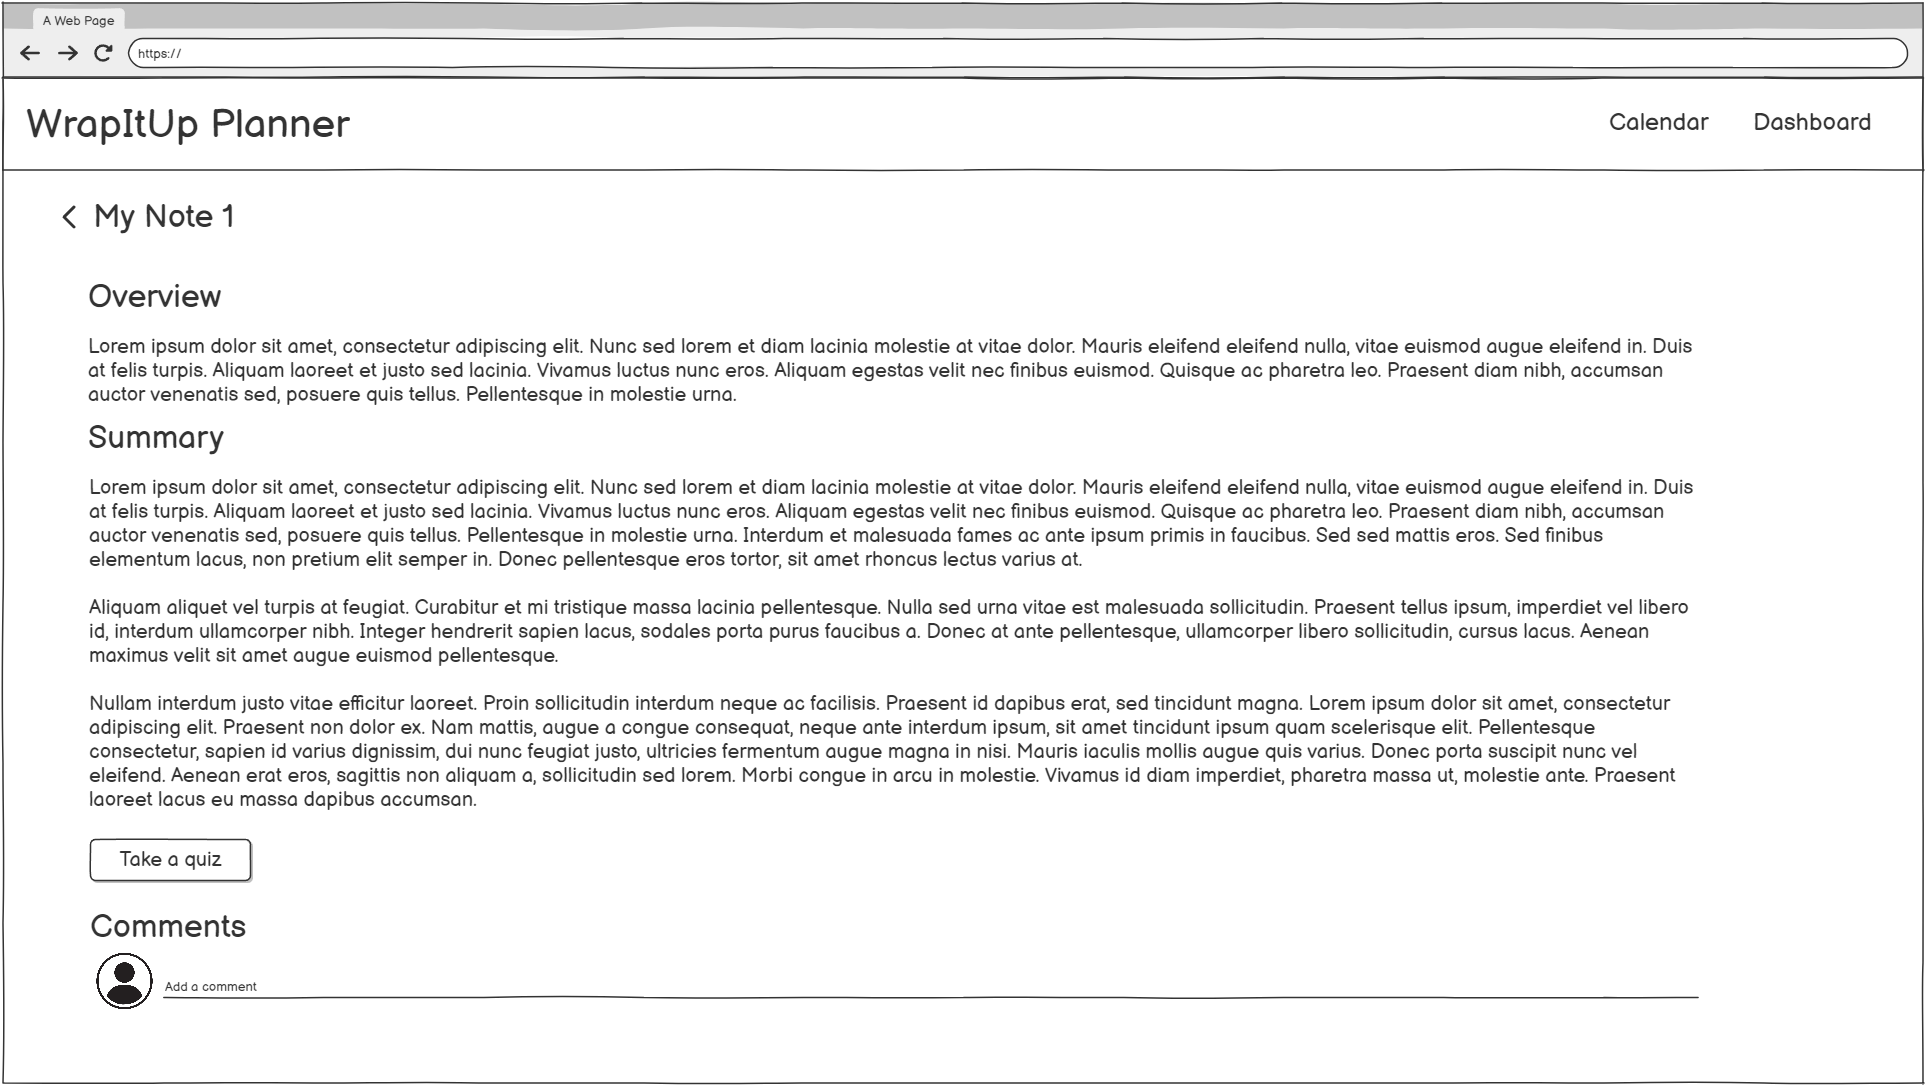 A Web Page
https://
WrapItUp Planner
Calendar
Dashboard
My Note 1
Overview
Lorem ipsum dolor sit amet, consectetur adipiscing elit. Nunc sed lorem et diam lacinia molestie at vitae dolor. Mauris eleifend eleifend nulla, vitae euismod augue eleifend in. Duis
at felis turpis. Aliquam laoreet et justo sed lacinia. Vivamus luctus nunc eros. Aliquam egestas velit nec finibus euismod. Quisque ac pharetra leo. Praesent diam nibh, accumsan
auctor venenatis sed, posuere quis tellus. Pellentesque in molestie urna.
Summary
Lorem ipsum dolor sit amet, consectetur adipiscing elit. Nunc sed lorem et diam lacinia molestie at vitae dolor. Mauris eleifend eleifend nulla, vitae euismod augue eleifend in. Duis
at felis turpis. Aliquam laoreet et justo sed lacinia. Vivamus luctus nunc eros. Aliquam egestas velit nec finibus euismod. Quisque ac pharetra leo. Praesent diam nibh, accumsan
auctor venenatis sed, posuere quis tellus. Pellentesque in molestie urna. Interdum et malesuada fames ac ante ipsum primis in faucibus. Sed sed mattis eros. Sed finibus
elementum lacus, non pretium elit semper in. Donec pellentesque eros tortor, sit amet rhoncus lectus varius at.
Aliquam aliquet vel turpis at feugiat. Curabitur et mi tristique massa lacinia pellentesque. Nulla sed urna vitae est malesuada sollicitudin. Praesent tellus ipsum, imperdiet vel libero
id, interdum ullamcorper nibh. Integer hendrerit sapien lacus, sodales porta purus faucibus a. Donec at ante pellentesque, ullamcorper libero sollicitudin, cursus lacus. Aenean
maximus velit sit amet augue euismod pellentesque.
Nullam interdum justo vitae efficitur laoreet. Proin sollicitudin interdum neque ac facilisis. Praesent id dapibus erat, sed tincidunt magna. Lorem ipsum dolor sit amet, consectetur
adipiscing elit. Praesent non dolor ex. Nam mattis, augue a congue consequat, neque ante interdum ipsum, sit amet tincidunt ipsum quam scelerisque elit. Pellentesque
consectetur, sapien id varius dignissim, dui nunc feugiat justo, ultricies fermentum augue magna in nisi. Mauris iaculis mollis augue quis varius. Donec porta suscipit nunc vel
eleifend. Aenean erat eros, sagittis non aliquam a, sollicitudin sed lorem. Morbi congue in arcu in molestie. Vivamus id diam imperdiet, pharetra massa ut, molestie ante. Praesent
laoreet lacus eu massa dapibus accumsan.
Take a quiz
Comments
Add a comment